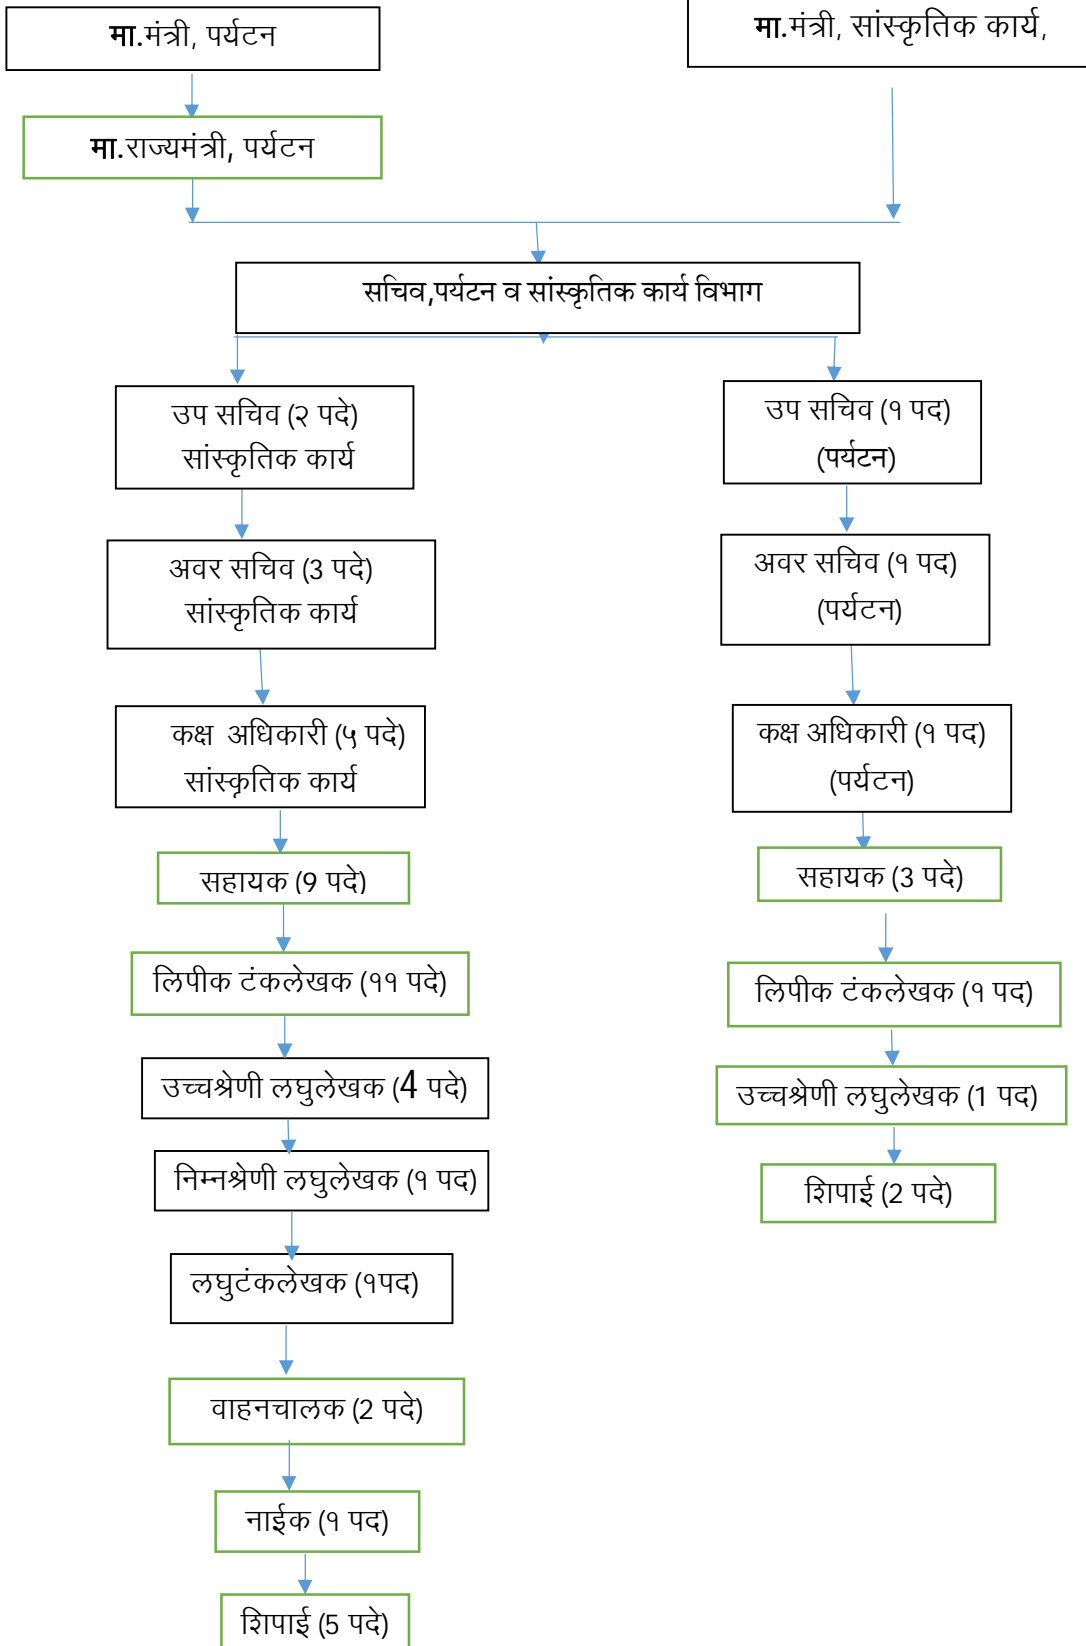 मा.मंत्री, पर्यटन
मा.मंत्री, सांस्कृतिक कार्य,
मा.राज्यमंत्री, पर्यटन
सचिव,पर्यटन व सांस्कृतिक कार्य विभाग
उप सचिव (२ पदे)
सांस्कृतिक कार्य
उप सचिव (१ पद)
(पर्यटन)
अवर सचिव (3 पदे)
सांस्कृतिक कार्य
अवर सचिव (१ पद)
(पर्यटन)
कक्ष अधिकारी (५ पदे)
सांस्कृतिक कार्य
कक्ष अधिकारी (१ पद)
(पर्यटन)
सहायक (9 पदे)
सहायक (3 पदे)
लिपीक टंकलेखक (११ पदे)
लिपीक टंकलेखक (१ पद)
उच्चश्रेणी लघुलेखक (4 पदे)
उच्चश्रेणी लघुलेखक (1 पद)
निम्नश्रेणी लघुलेखक (१ पद)
शिपाई (2 पदे)
लघुटंकलेखक (१पद)
वाहनचालक (2 पदे)
नाईक (१ पद)
शिपाई (5 पदे)